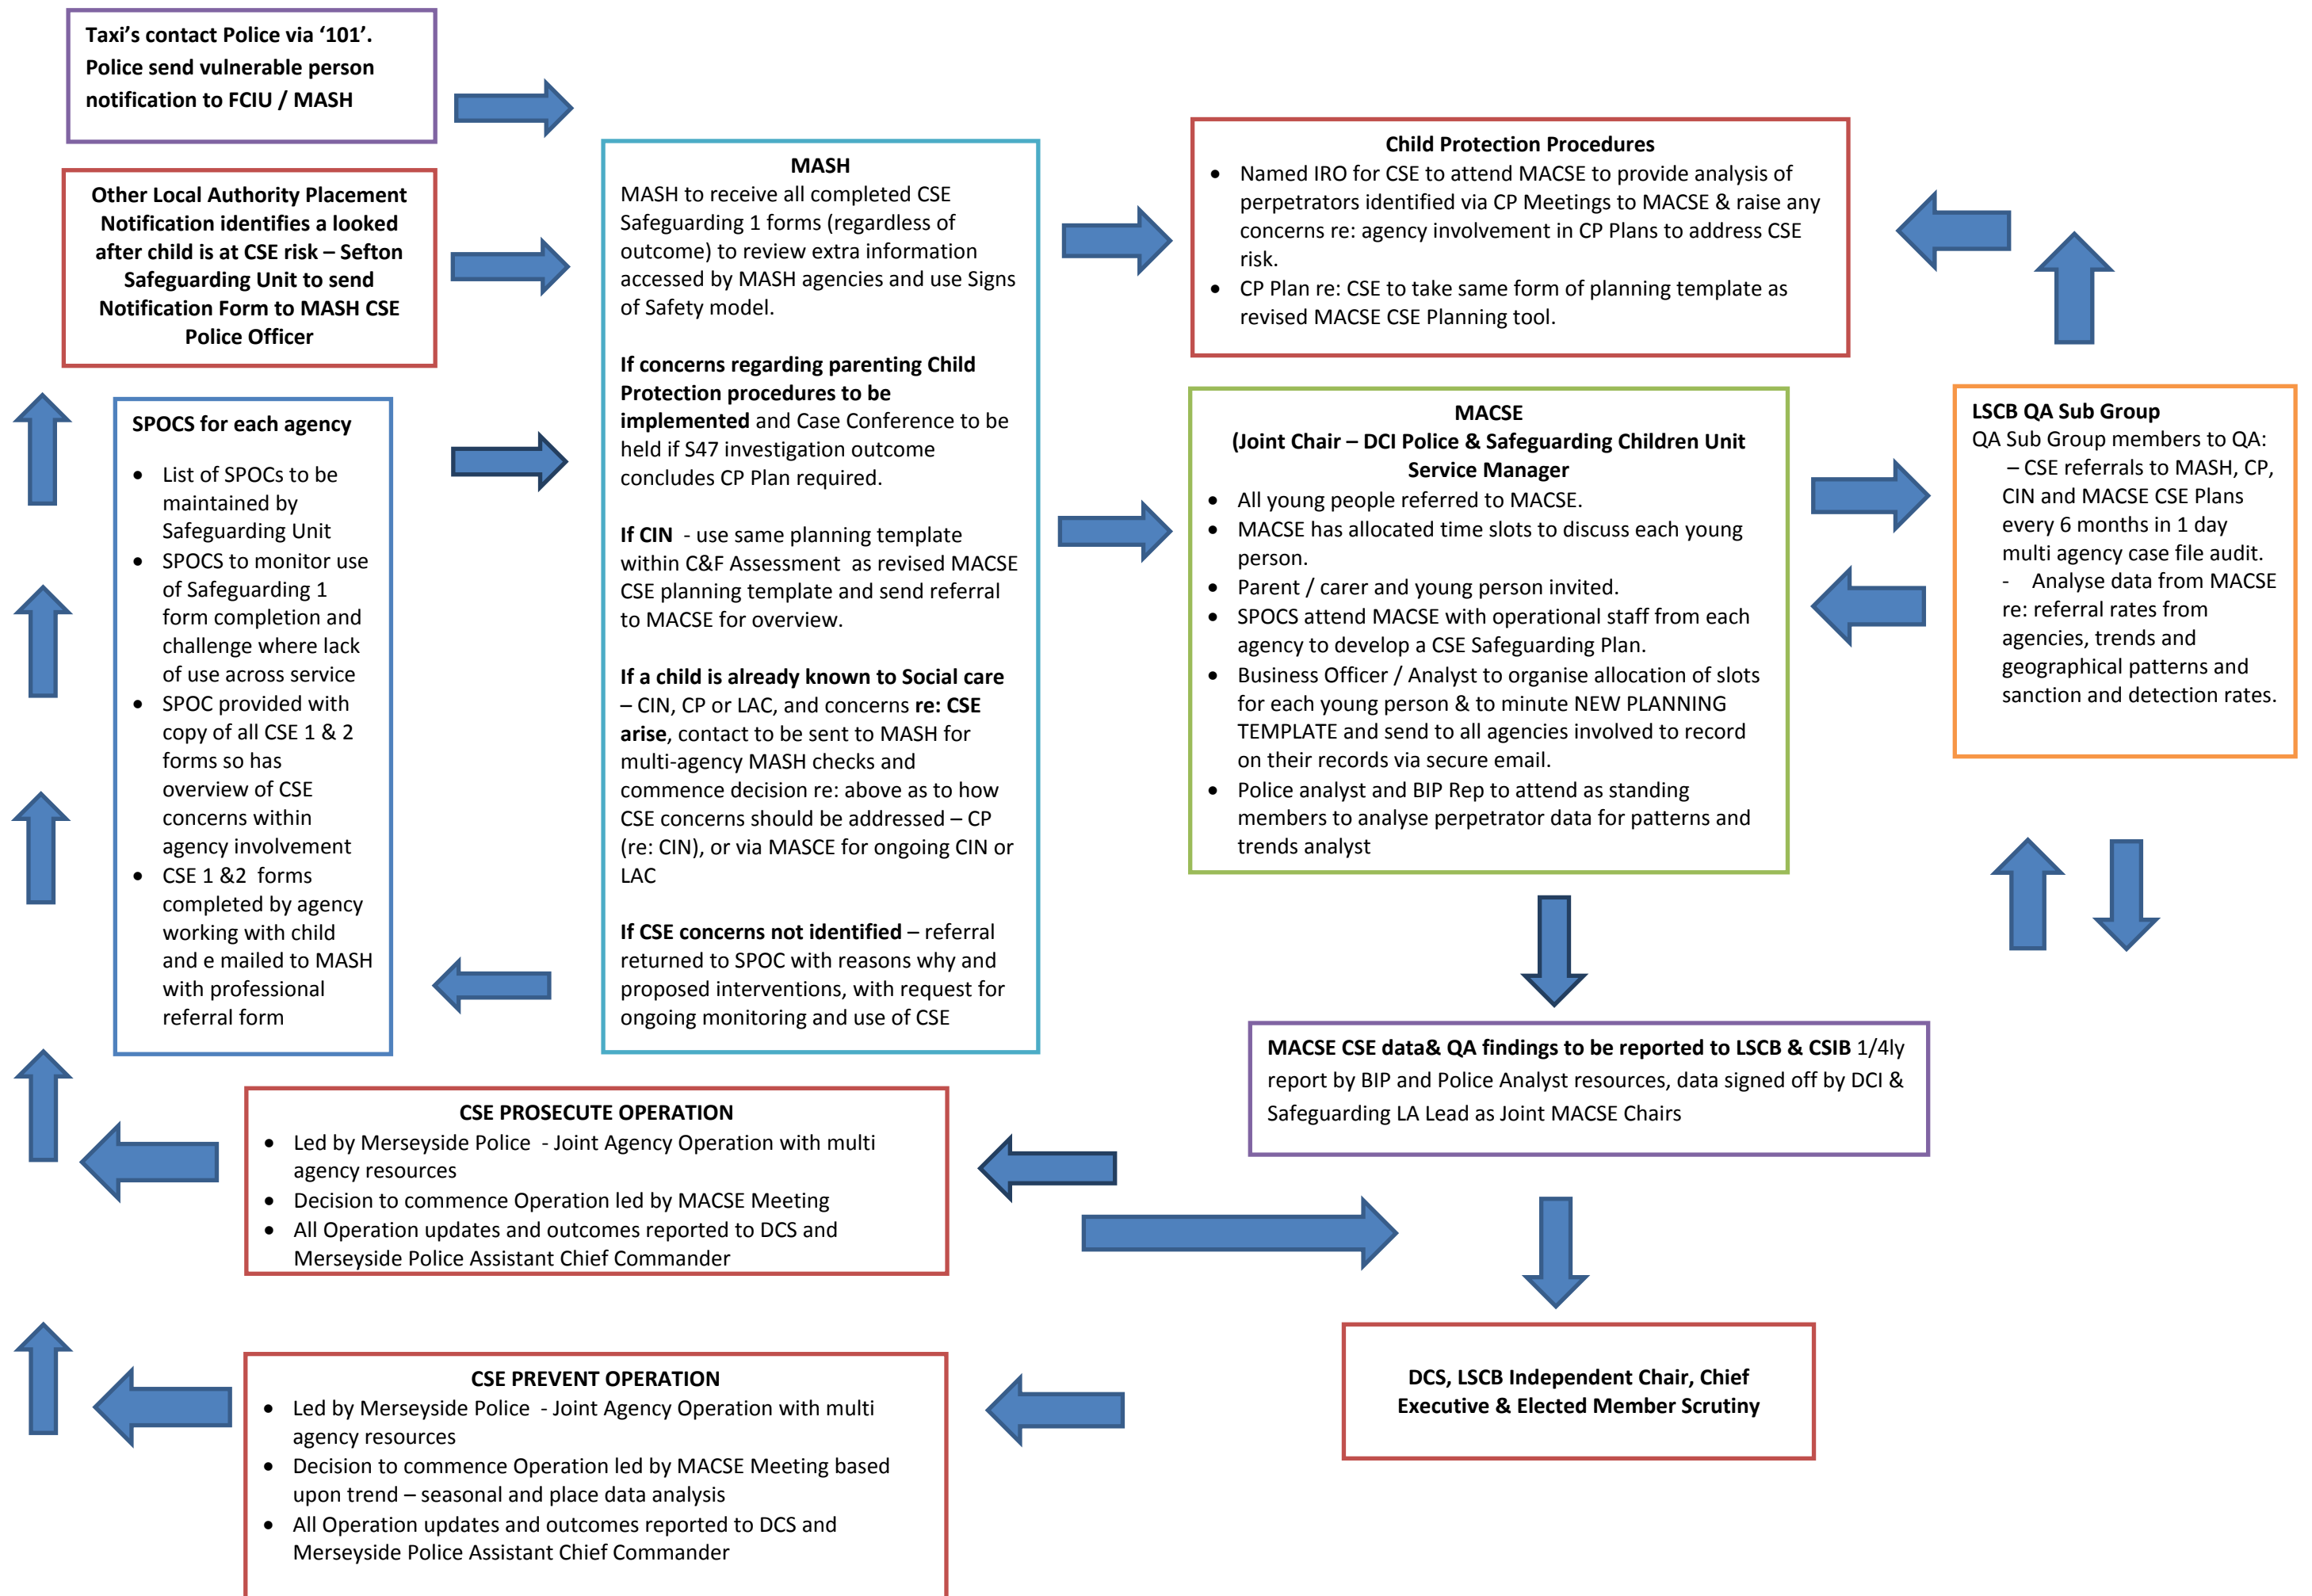 Taxi's contact Police via '101'.
Police send vulnerable person
notification to FCIU / MASH
Other Local Authority Placement
Notification identifies a looked
after child is at CSE risk – Sefton
Safeguarding Unit to send
Notification Form to MASH CSE
Police Officer
SPOCS for each agency
• List of SPOCs to be
maintained by
Safeguarding Unit
• SPOCS to monitor use
of Safeguarding 1
form completion and
challenge where lack
of use across service
• SPOC provided with
copy of all CSE 1 & 2
forms so has
overview of CSE
concerns within
agency involvement
• CSE 1 &2 forms
completed by agency
working with child
and e mailed to MASH
with professional
referral form
MASH
MASH to receive all completed CSE
Safeguarding 1 forms (regardless of
outcome) to review extra information
accessed by MASH agencies and use Signs
of Safety model.
If concerns regarding parenting Child
Protection procedures to be
implemented and Case Conference to be
held if S47 investigation outcome
concludes CP Plan required.
If CIN - use same planning template
within C&F Assessment as revised MACSE
CSE planning template and send referral
to MACSE for overview.
If a child is already known to Social care
– CIN, CP or LAC, and concerns re: CSE
arise, contact to be sent to MASH for
multi-agency MASH checks and
commence decision re: above as to how
CSE concerns should be addressed – CP
(re: CIN), or via MASCE for ongoing CIN or
LAC
If CSE concerns not identified – referral
returned to SPOC with reasons why and
proposed interventions, with request for
ongoing monitoring and use of CSE
Child Protection Procedures
• Named IRO for CSE to attend MACSE to provide analysis of
perpetrators identified via CP Meetings to MACSE & raise any
concerns re: agency involvement in CP Plans to address CSE
risk.
• CP Plan re: CSE to take same form of planning template as
revised MACSE CSE Planning tool.
MACSE
(Joint Chair – DCI Police & Safeguarding Children Unit
Service Manager
• All young people referred to MACSE.
• MACSE has allocated time slots to discuss each young
person.
• Parent / carer and young person invited.
• SPOCS attend MACSE with operational staff from each
agency to develop a CSE Safeguarding Plan.
• Business Officer / Analyst to organise allocation of slots
for each young person & to minute NEW PLANNING
TEMPLATE and send to all agencies involved to record
on their records via secure email.
• Police analyst and BIP Rep to attend as standing
members to analyse perpetrator data for patterns and
trends analyst
LSCB QA Sub Group
QA Sub Group members to QA:
– CSE referrals to MASH, CP,
CIN and MACSE CSE Plans
every 6 months in 1 day
multi agency case file audit.
- Analyse data from MACSE
re: referral rates from
agencies, trends and
geographical patterns and
sanction and detection rates.
MACSE CSE data& QA findings to be reported to LSCB & CSIB 1/4ly
report by BIP and Police Analyst resources, data signed off by DCI &
Safeguarding LA Lead as Joint MACSE Chairs
CSE PROSECUTE OPERATION
• Led by Merseyside Police - Joint Agency Operation with multi
agency resources
• Decision to commence Operation led by MACSE Meeting
• All Operation updates and outcomes reported to DCS and
Merseyside Police Assistant Chief Commander
CSE PREVENT OPERATION
• Led by Merseyside Police - Joint Agency Operation with multi
agency resources
• Decision to commence Operation led by MACSE Meeting based
upon trend – seasonal and place data analysis
• All Operation updates and outcomes reported to DCS and
Merseyside Police Assistant Chief Commander
DCS, LSCB Independent Chair, Chief
Executive & Elected Member Scrutiny